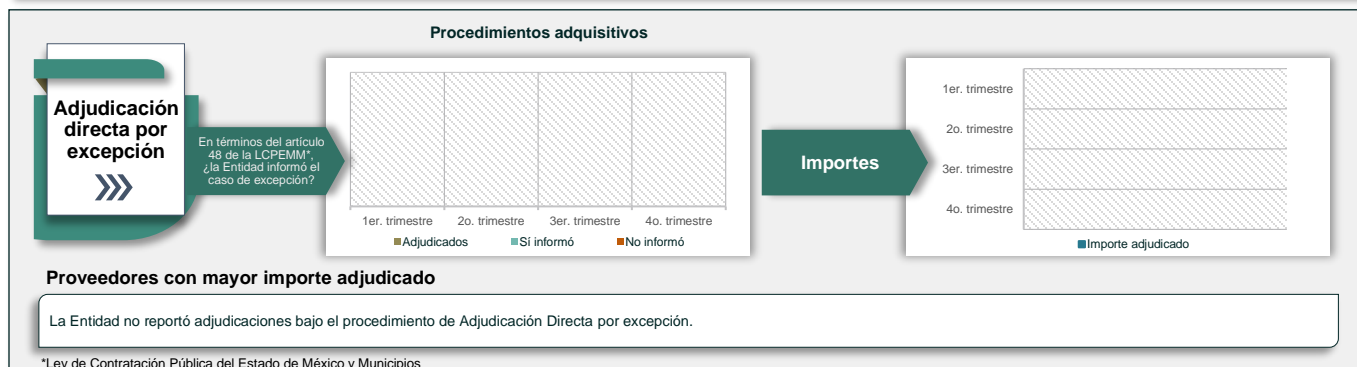 Procedimientos adquisitivos
Adjudicación
directa por
excepción
En términos del artículo
48 de la LCPEMM*,
¿la Entidad informó el
caso de excepción?
1er. trimestre
2o. trimestre
3er. trimestre
4o. trimestre
Adjudicados
Sí informó
No informó
Importes
1er. trimestre
2o. trimestre
3er. trimestre
4o. trimestre
Importe adjudicado
Proveedores con mayor importe adjudicado
La Entidad no reportó adjudicaciones bajo el procedimiento de Adjudicación Directa por excepción.
*Ley de Contratación Pública del Estado de México y Municipios